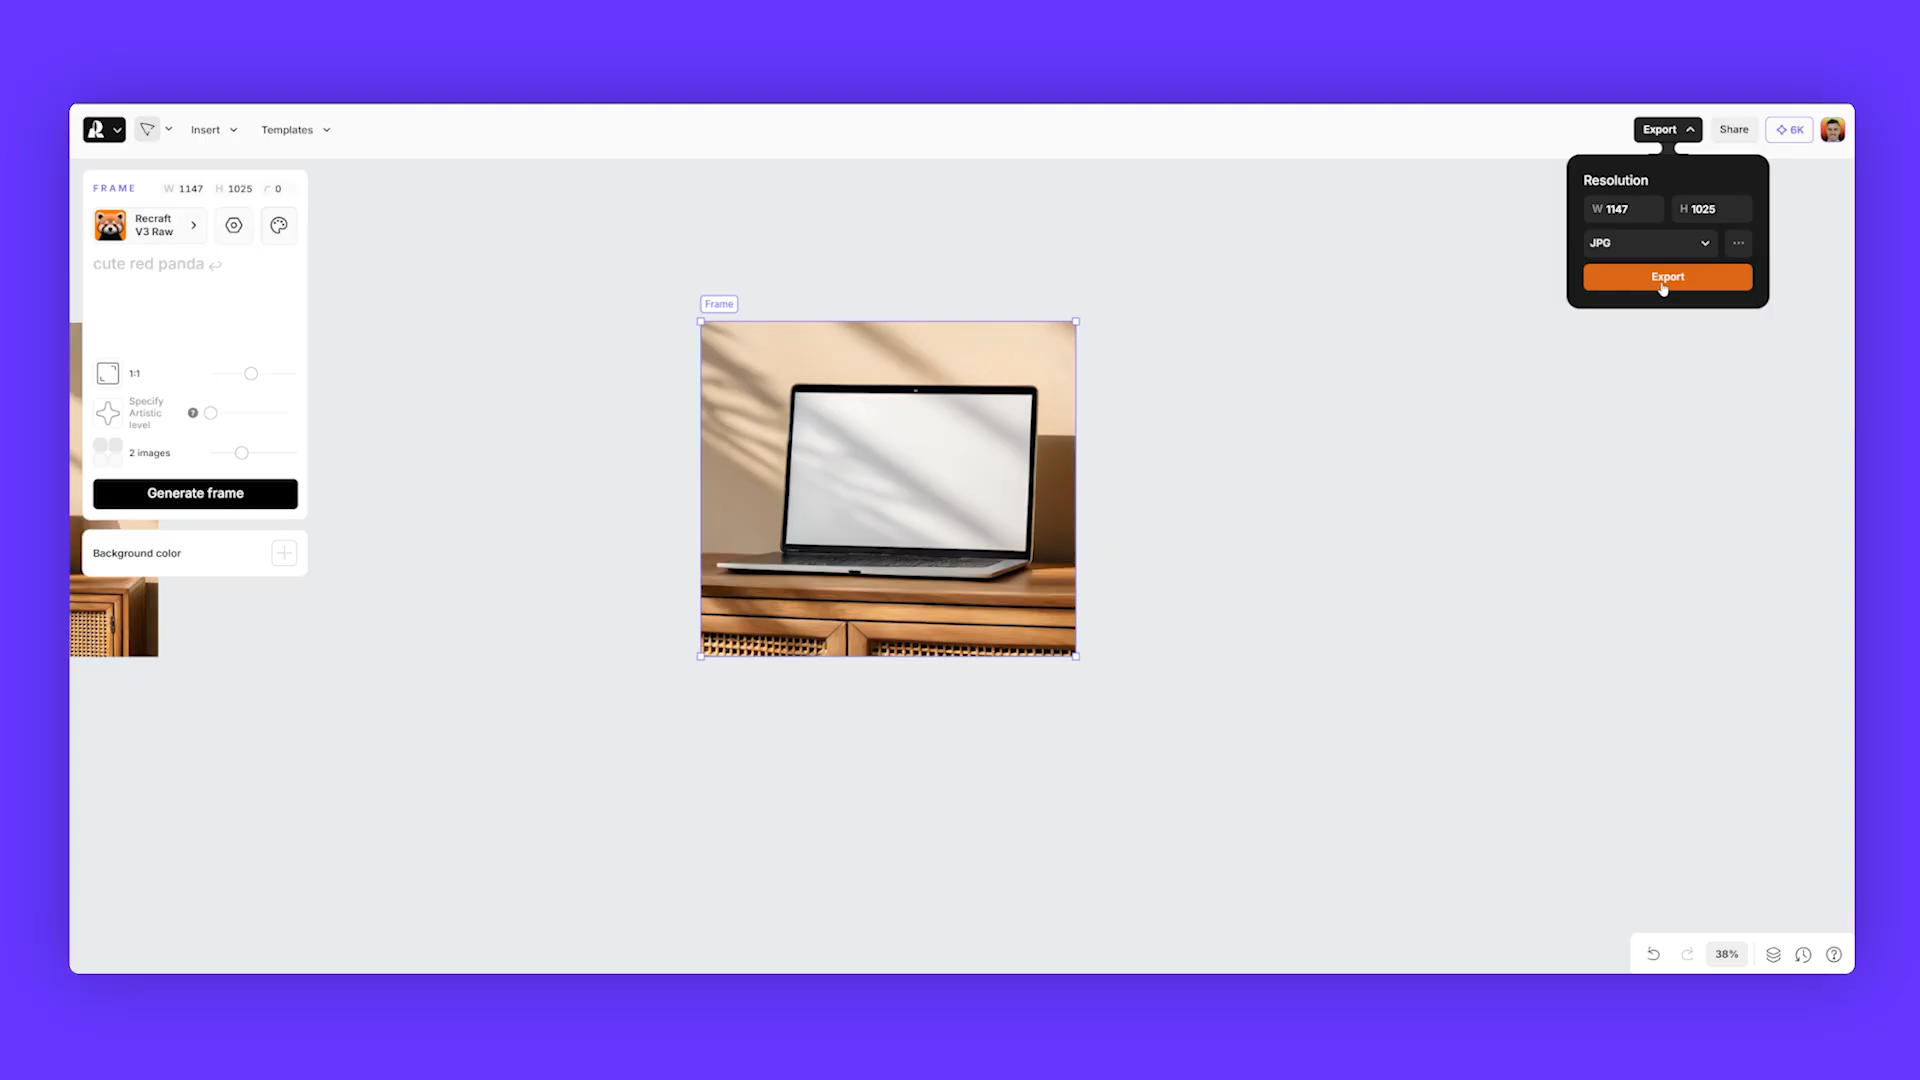 Insert
Templates
Export
Share
6K
FRAME
W 1147
H 1025
0
Recraft
V3 Raw
cute red panda
1:1
Specify
Artistic
level
?
2 images
Generate frame
Background color
Frame
Resolution
W 1147
H 1025
JPG
...
Export
38%
?